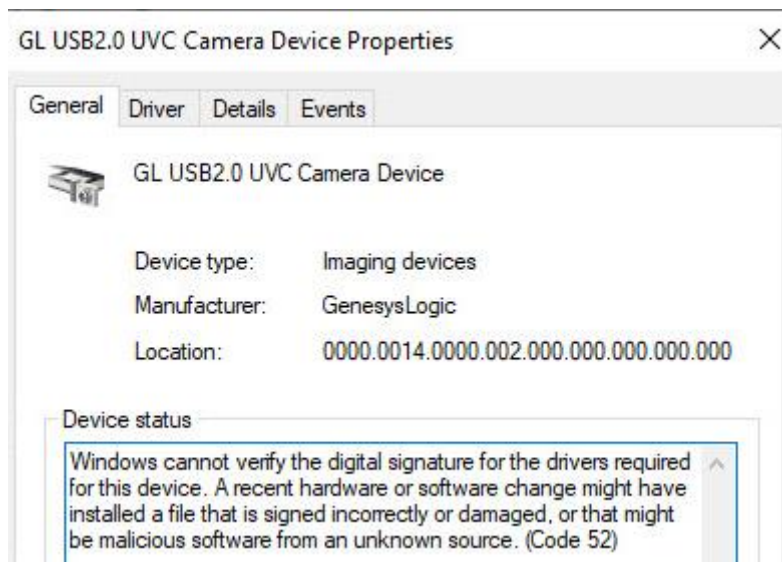 GL USB2.0 UVC Camera Device Properties
General Driver Details Events
GL USB2.0 UVC Camera Device
Device type: Imaging devices
Manufacturer: GenesysLogic
Location: 0000.0014.0000.002.000.000.000.000.000
Device status
Windows cannot verify the digital signature for the drivers required
for this device. A recent hardware or software change might have
installed a file that is signed incorrectly or damaged, or that might
be malicious software from an unknown source. (Code 52)